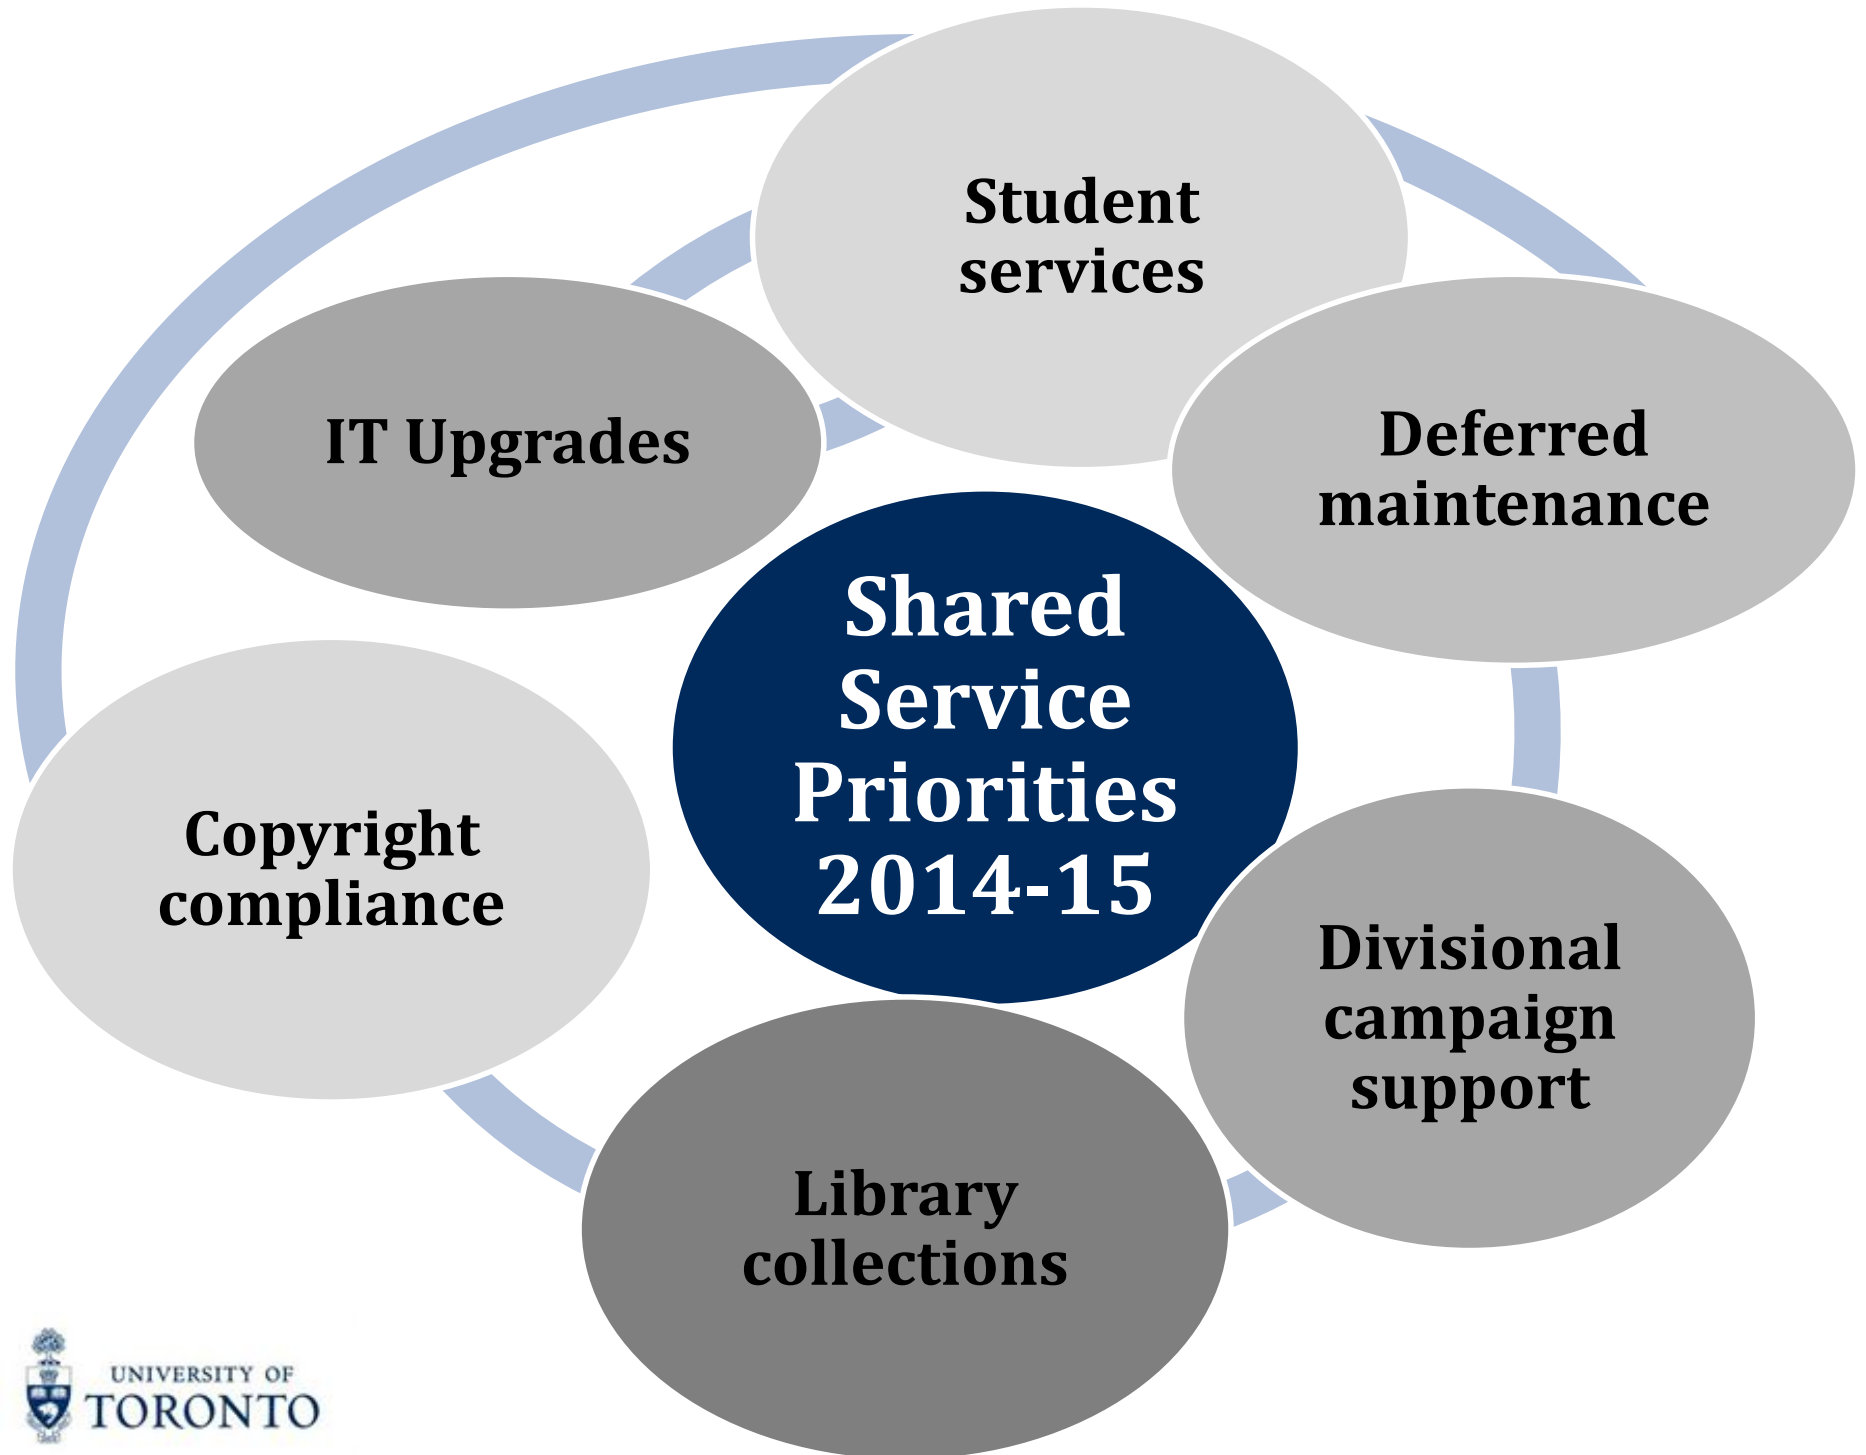 Student
services
IT Upgrades
Deferred
maintenance
Shared
Service
Priorities
2014-15
Copyright
compliance
Divisional
campaign
support
Library
collections
UNIVERSITY OF
TORONTO